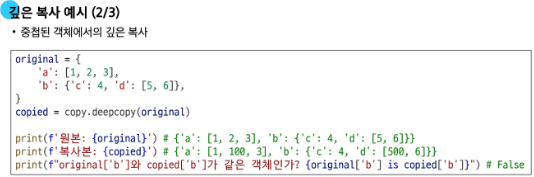 깊은 복사 예시 (2/3)
• 중첩된 객체에서의 깊은 복사
original = {
    'a': [1, 2, 3],
    'b': {'c': 4, 'd': [5, 6]},
}
copied = copy.deepcopy(original)

print(f'원본: {original}') # {'a': [1, 2, 3], 'b': {'c': 4, 'd': [5, 6]}}
print(f'복사본: {copied}') # {'a': [1, 100, 3], 'b': {'c': 4, 'd': [500, 6]}}
print(f"original['b']와 copied['b']가 같은 객체인가? {original['b'] is copied['b']}") # False